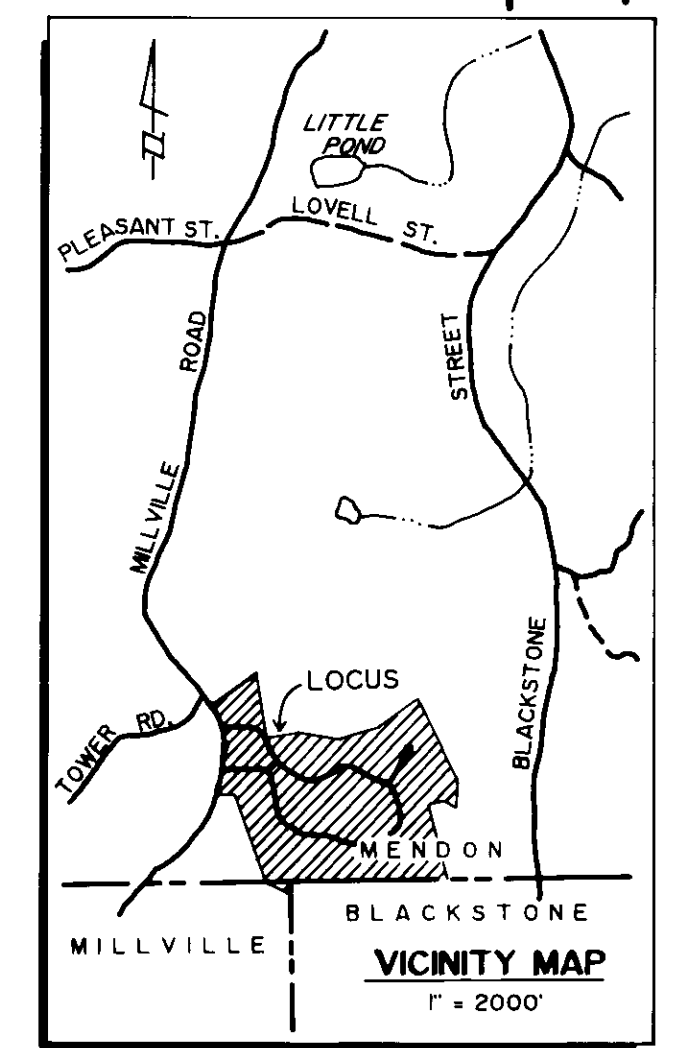 LITTLE
POND
LOVELL ST.
PLEASANT ST.
ROAD
STREET
MILLVILLE
BLACKSTONE
LOCUS
TOWER RD.
MENDON
BLACKSTONE
MILLVILLE
VICINITY MAP
1" = 2000'